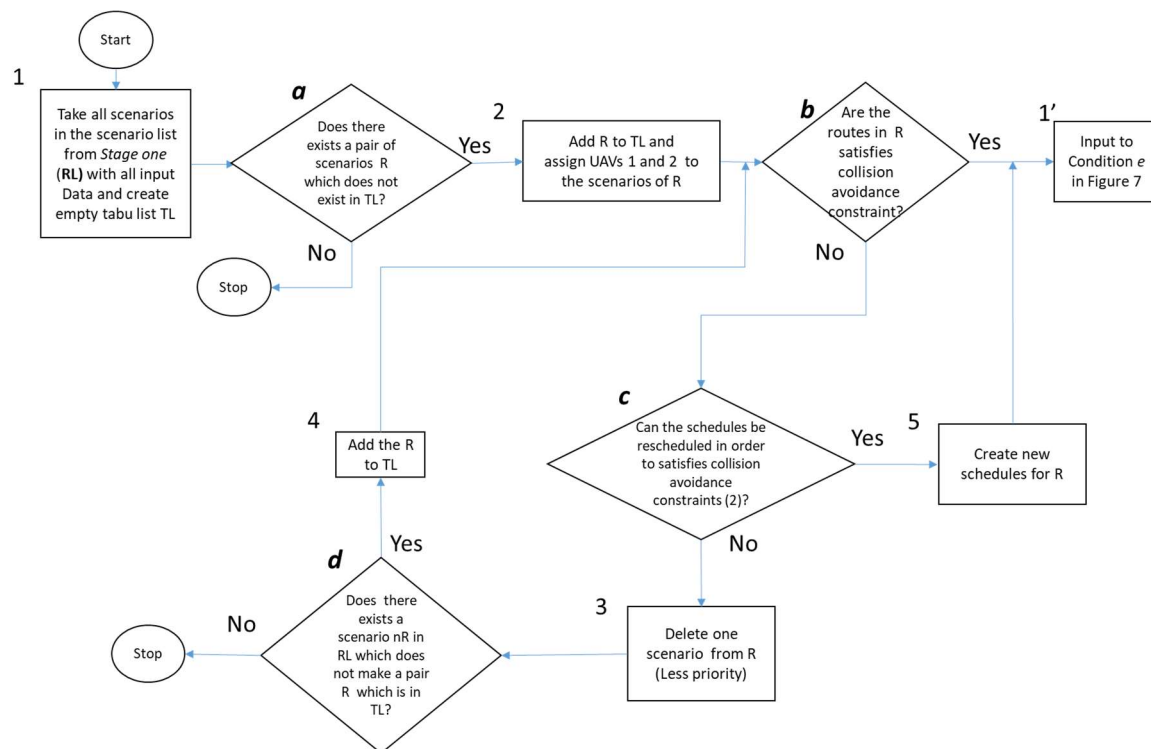 Start
1
Take all scenarios
in the scenario list
from Stage one
(RL) with all input
Data and create
empty tabu list TL
a
Does there
exists a pair of
scenarios R
which does not
exist in TL?
Yes
No
Stop
2
Add R to TL and
assign UAVs 1 and 2 to
the scenarios of R
b
Are the
routes in R
satisfies
collision
avoidance
constraint?
Yes
No
1’
Input to
Condition e
in Figure 7
c
Can the schedules be
rescheduled in order
to satisfies collision
avoidance
constraints (2)?
Yes
No
5
Create new
schedules for R
3
Delete one
scenario from R
(Less priority)
d
Does there
exists a
scenario nR in
RL which does
not make a pair
R which is in
TL?
Yes
No
Stop
4
Add the R
to TL